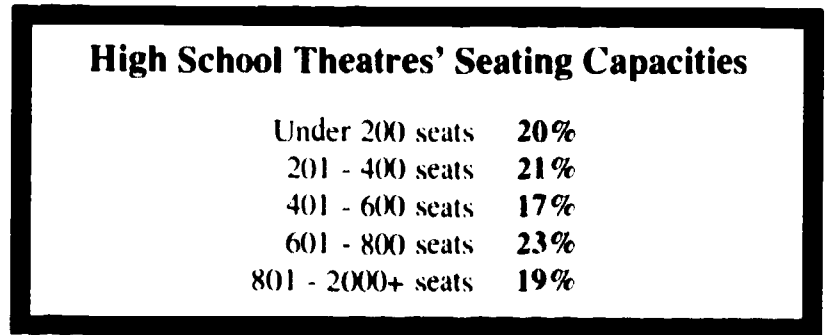 High School Theatres' Seating Capacities
Under 200 seats 20%
201 - 400 seats 21%
401 - 600 seats 17%
601 - 800 seats 23%
801 - 2000+ seats 19%